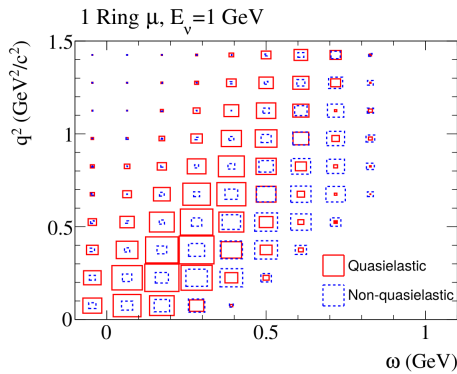 1 Ring μ, Eν=1 GeV
q² (GeV²/c²)
1.5
1
0.5
0
Quasielastic
Non-quasielastic
0
0.5
1
ω (GeV)